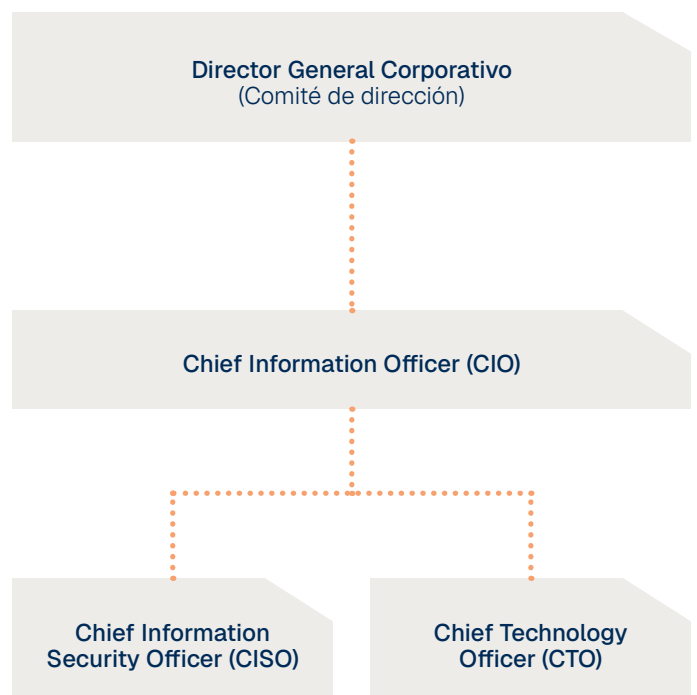 Director General Corporativo
(Comité de dirección)
Chief Information Officer (CIO)
Chief Information
Security Officer (CISO)
Chief Technology
Officer (CTO)